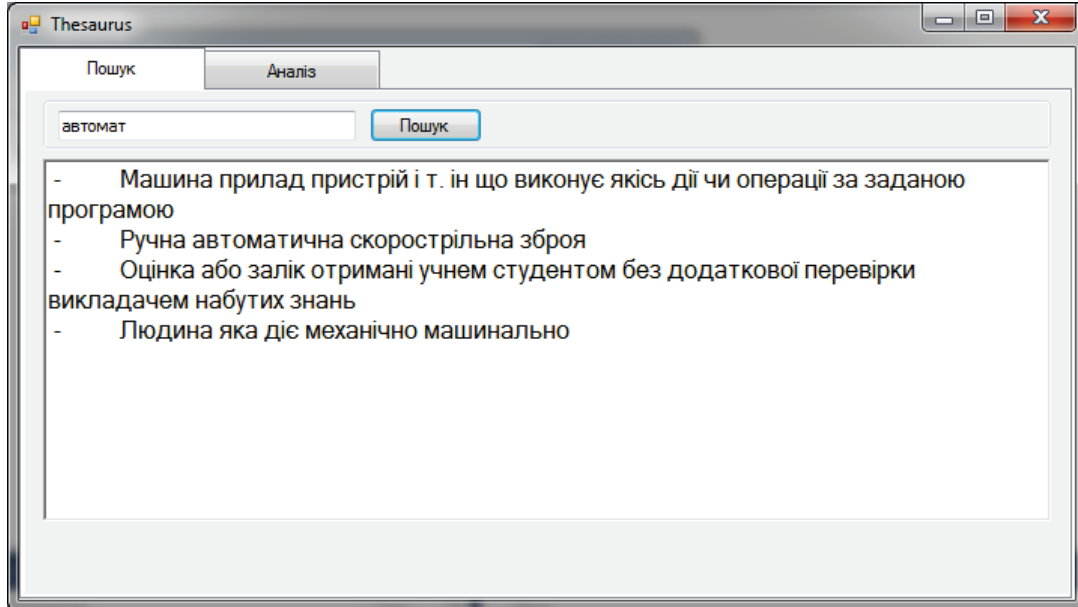 Thesaurus
Пошук
Аналіз
автомат
Пошук
- Машина прилад пристрій і т. ін що виконує якісь дії чи операції за заданою
програмою
- Ручна автоматична скорострільна зброя
- Оцінка або залік отримані учнем студентом без додаткової перевірки
викладачем набутих знань
- Людина яка діє механічно машинально